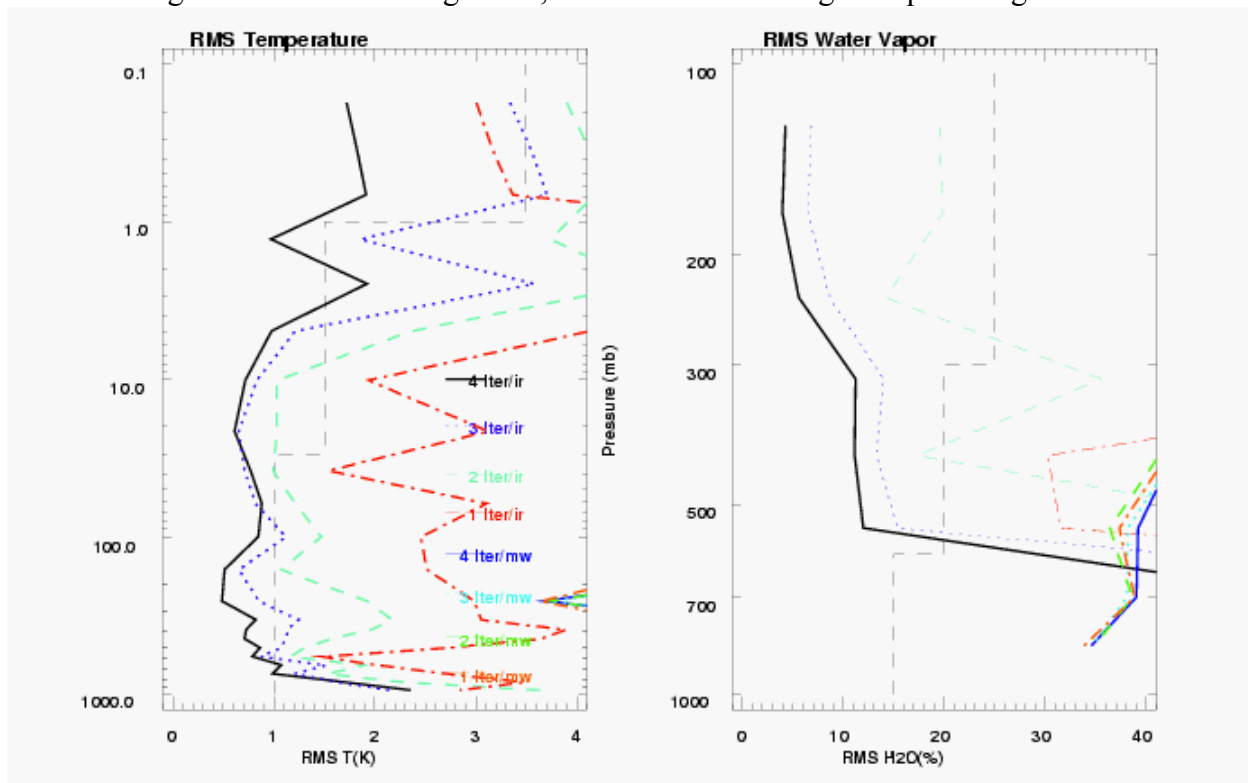 RMS Temperature
0.1
1.0
10.0
100.0
1000.0
0
1
2
3
4
RMS T(K)
4 Iter/ir
3 Iter/ir
2 Iter/ir
1 Iter/ir
4 Iter/mw
3 Iter/mw
2 Iter/mw
1 Iter/mw
RMS Water Vapor
Pressure (mb)
100
200
300
500
700
1000
0
10
20
30
40
RMS H2O(%)